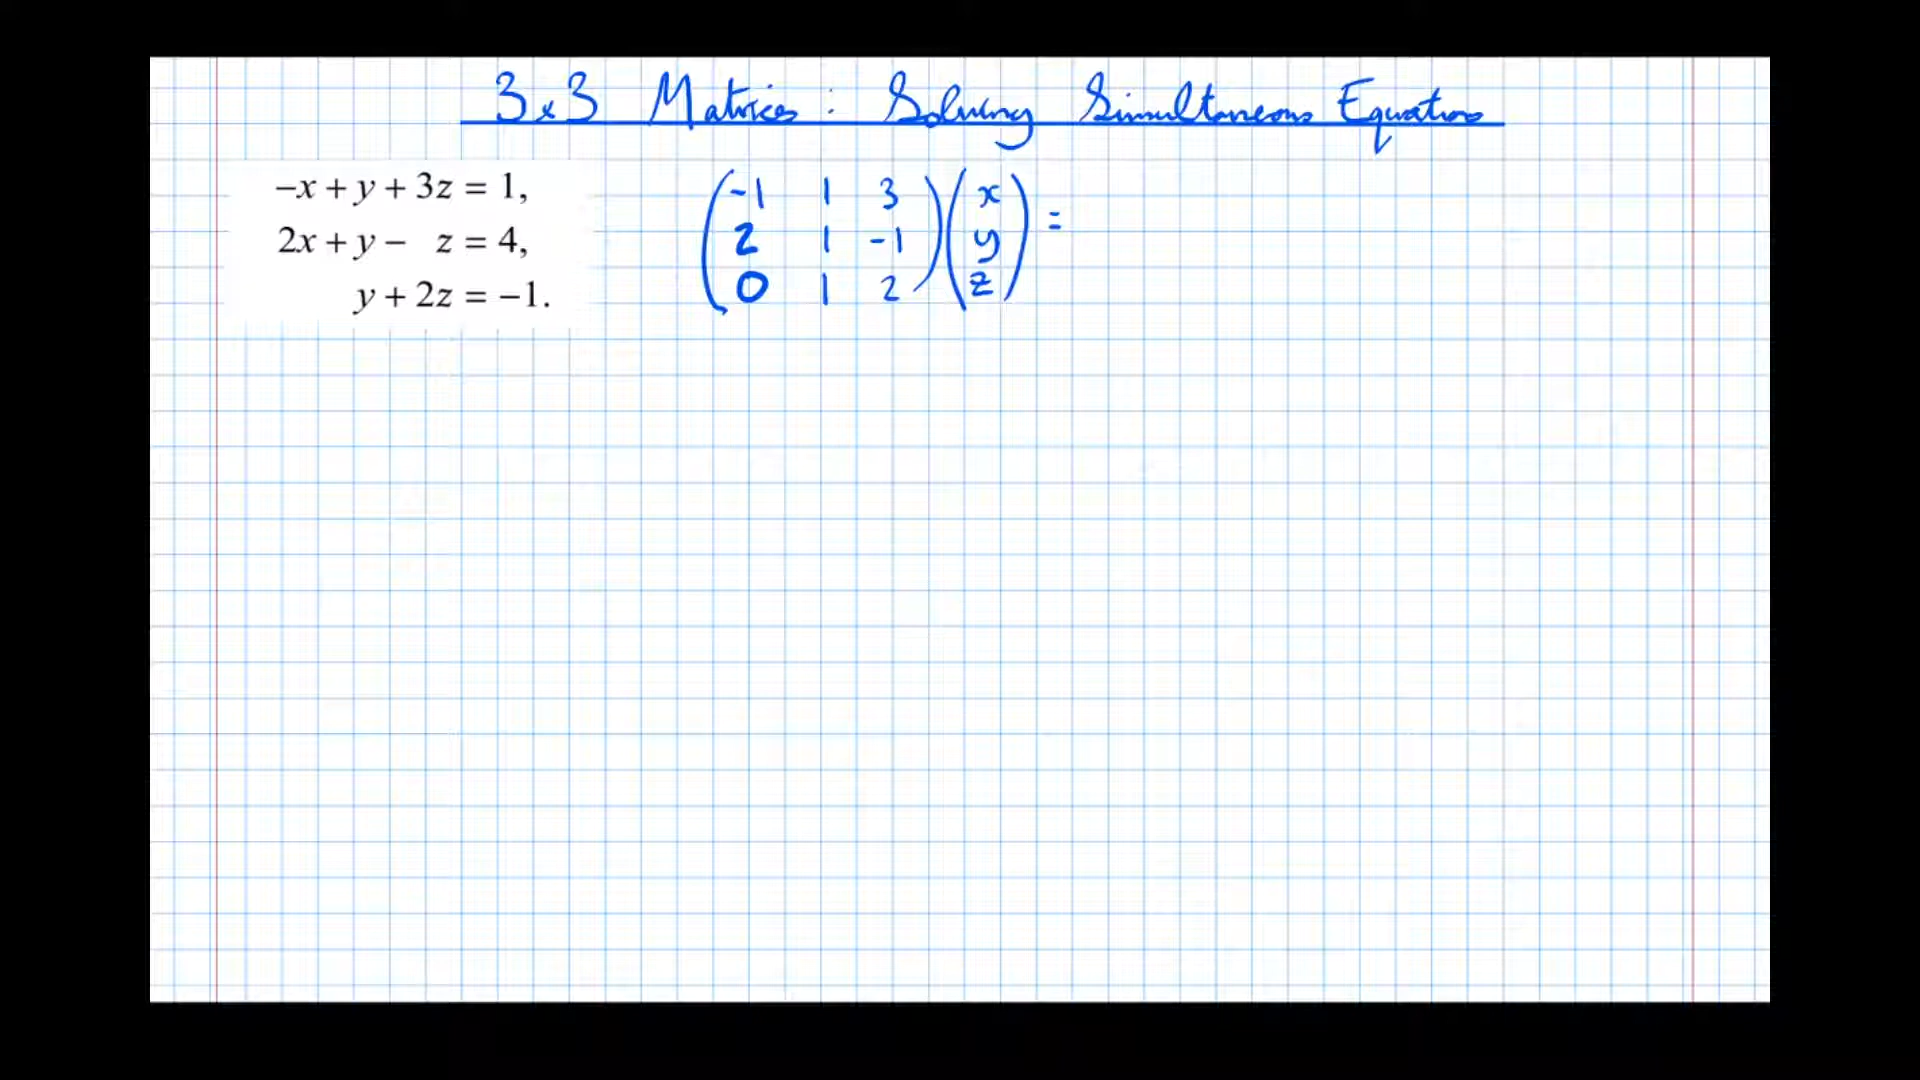 3x3 Matrices : Solving Simultaneous Equations
−x + y + 3z = 1,
2x + y − z = 4,
y + 2z = −1.
(-1 1 3) (x) =
(2 1 -1) (y)
(0 1 2) (z)